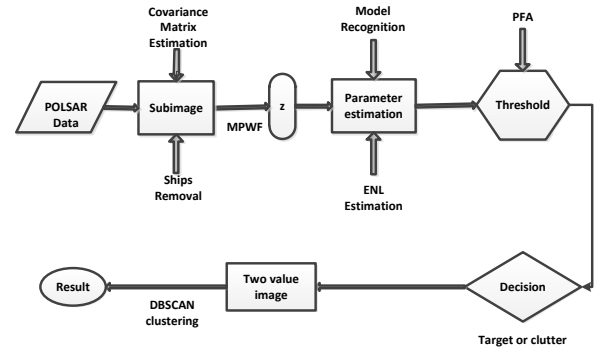 Covariance
Matrix
Estimation
Model
Recognition
PFA
POLSAR
Data
Subimage
MPWF
z
Parameter
estimation
Threshold
Ships
Removal
ENL
Estimation
Result
DBSCAN
clustering
Two value
image
Decision
Target or clutter